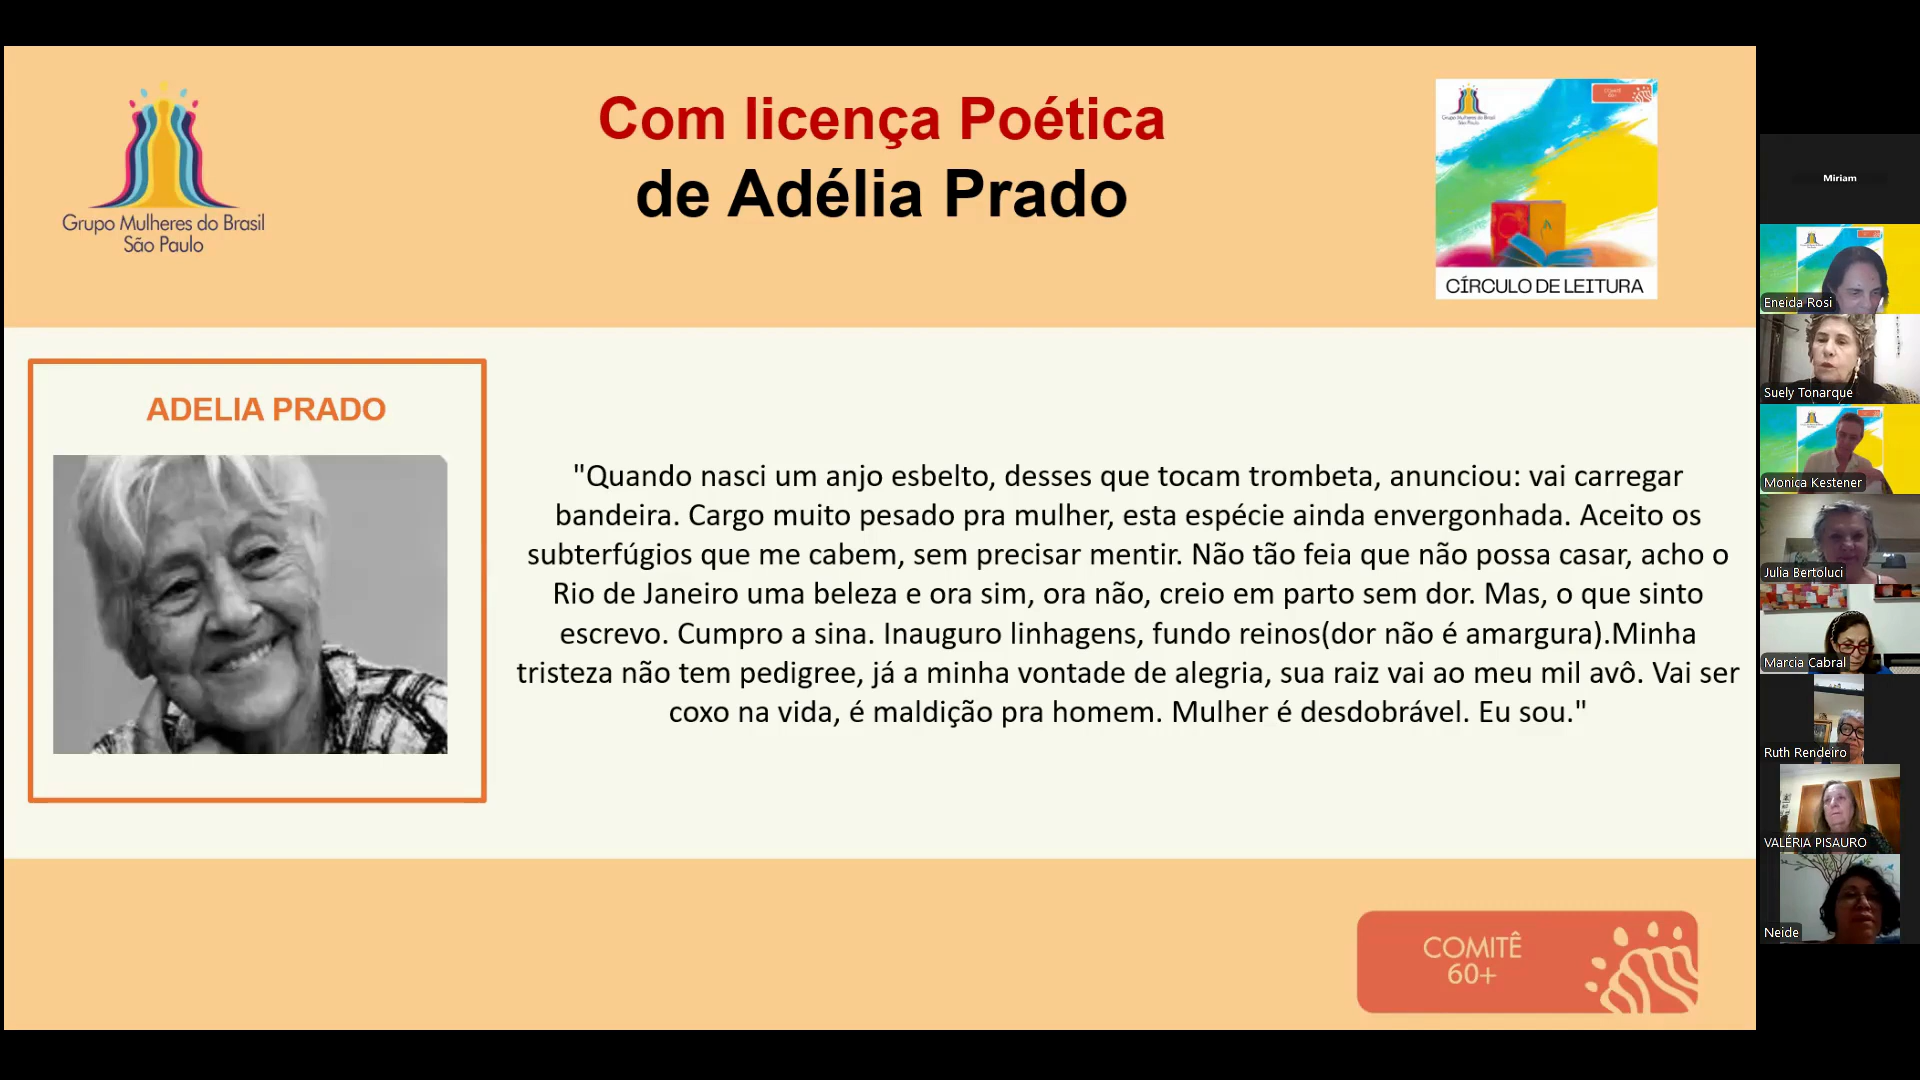 Grupo Mulheres do Brasil
São Paulo
Com licença Poética
de Adélia Prado
Grupo Mulheres do Brasil
CÍRCULO DE LEITURA
ADELIA PRADO
"Quando nasci um anjo esbelto, desses que tocam trombeta, anunciou: vai carregar
bandeira. Cargo muito pesado pra mulher, esta espécie ainda envergonhada. Aceito os
subterfúgios que me cabem, sem precisar mentir. Não tão feia que não possa casar, acho o
Rio de Janeiro uma beleza e ora sim, ora não, creio em parto sem dor. Mas, o que sinto
escrevo. Cumpro a sina. Inauguro linhagens, fundo reinos(dor não é amargura).Minha
tristeza não tem pedigree, já a minha vontade de alegria, sua raiz vai ao meu mil avô. Vai ser
coxo na vida, é maldição pra homem. Mulher é desdobrável. Eu sou."
COMITÊ
60+
Miriam
Eneida Rosi
Suely Tonarque
Monica Kestener
Julia Bertoluci
Marcia Cabral
Ruth Rendeiro
VALÉRIA PISAURO
Neide